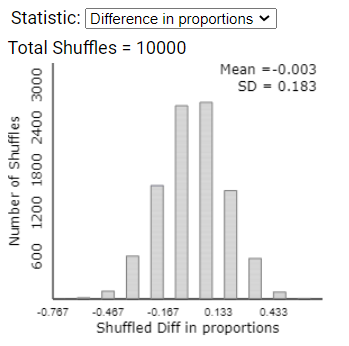 Statistic: Difference in proportions
Total Shuffles = 10000
Mean =-0.003
SD = 0.183
Number of Shuffles
3000
2400
1800
1200
600
-0.767 -0.467 -0.167 0.133 0.433
Shuffled Diff in proportions